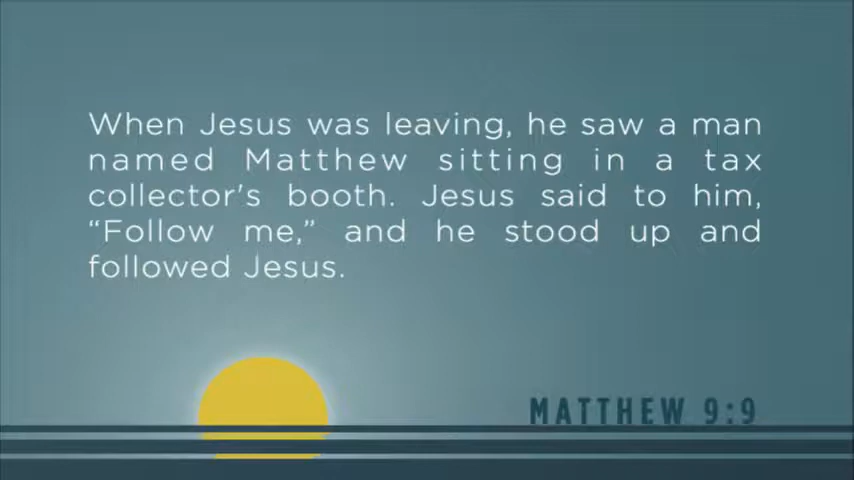 When Jesus was leaving, he saw a man
named Matthew sitting in a tax
collector's booth. Jesus said to him,
“Follow me,” and he stood up and
followed Jesus.
MATTHEW 9:9